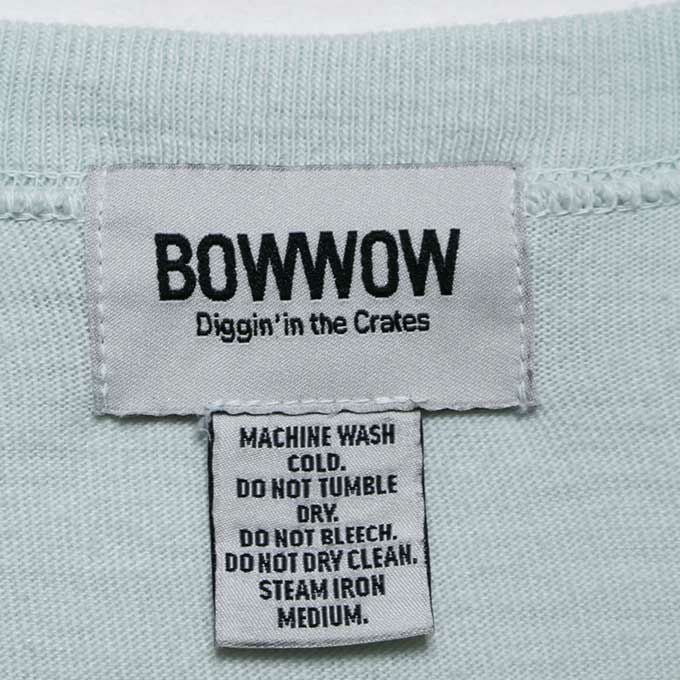 BOWWOW
Diggin' in the Crates
MACHINE WASH
COLD.
DO NOT TUMBLE
DRY.
DO NOT BLEECH.
DO NOT DRY CLEAN.
STEAM IRON
MEDIUM.